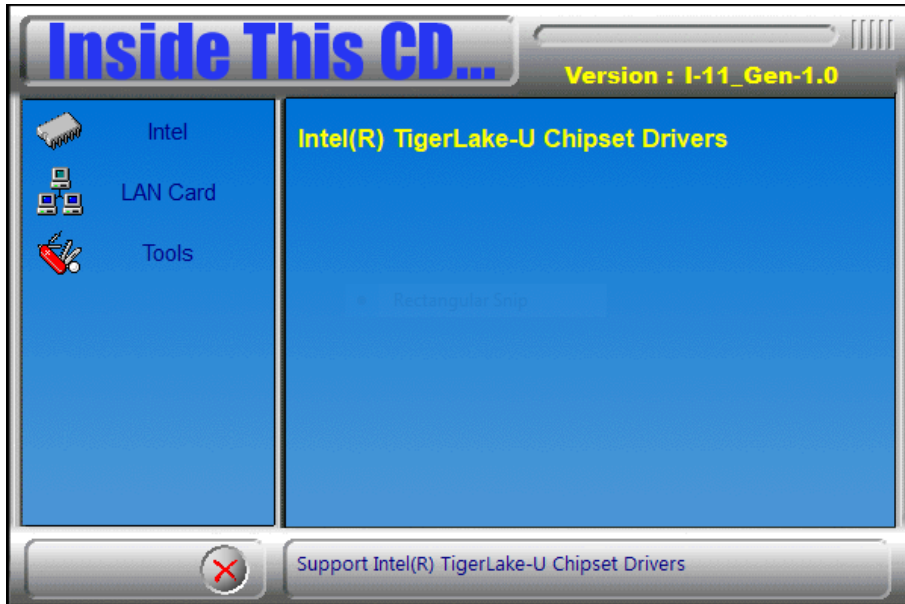 Inside This CD...
Version : I-11_Gen-1.0
Intel
LAN Card
Tools
Intel(R) TigerLake-U Chipset Drivers
Rectangular Snip
Support Intel(R) TigerLake-U Chipset Drivers